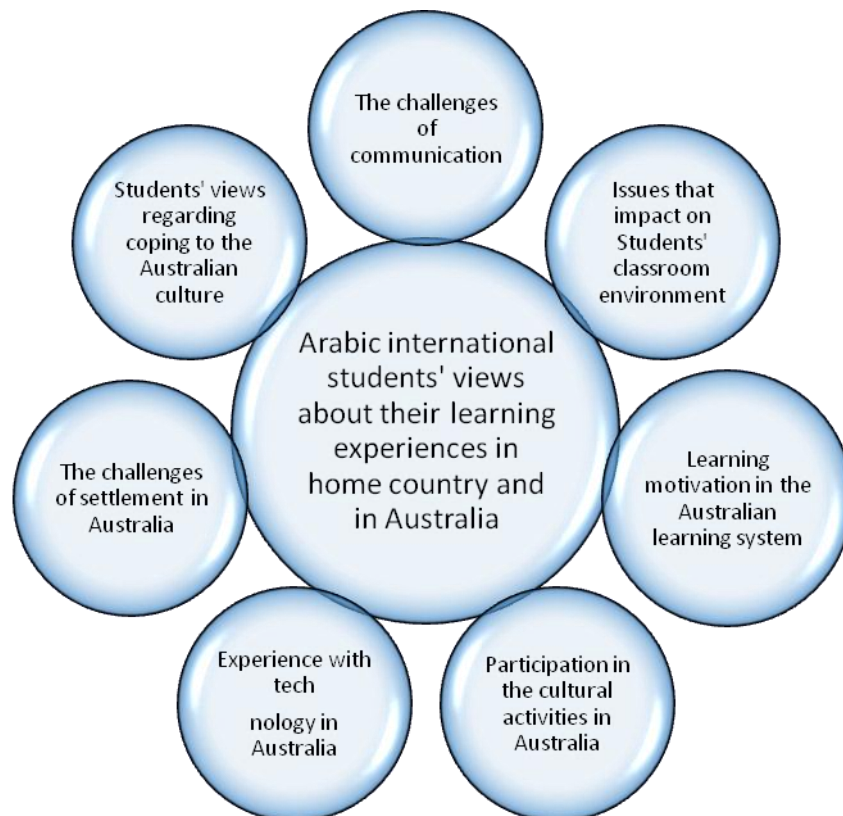 The challenges
of
communication
Issues that
impact on
Students'
classroom
environment
Learning
motivation in the
Australian
learning system
Participation in
the cultural
activities in
Australia
Experience with
tech
nology in
Australia
The challenges
of settlement in
Australia
Students' views
regarding
coping to the
Australian
culture
Arabic international
students' views
about their learning
experiences in
home country and
in Australia